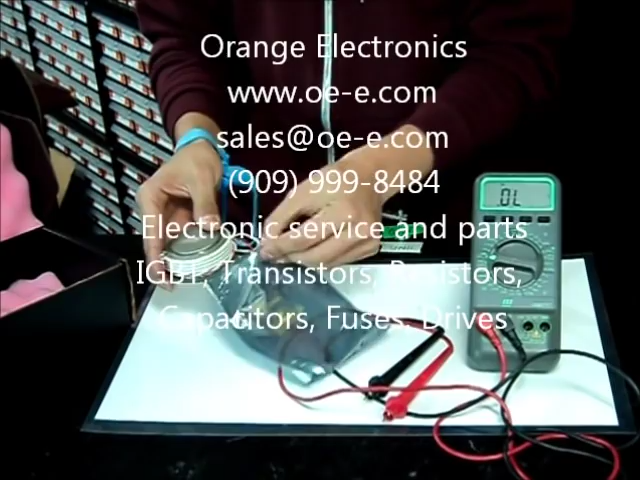 Orange Electronics
www.oe-e.com
sales@oe-e.com
(909) 999-8484
Electronic service and parts
IGBT, Transistors, Resistors,
Capacitors, Fuses. Drives
.OL